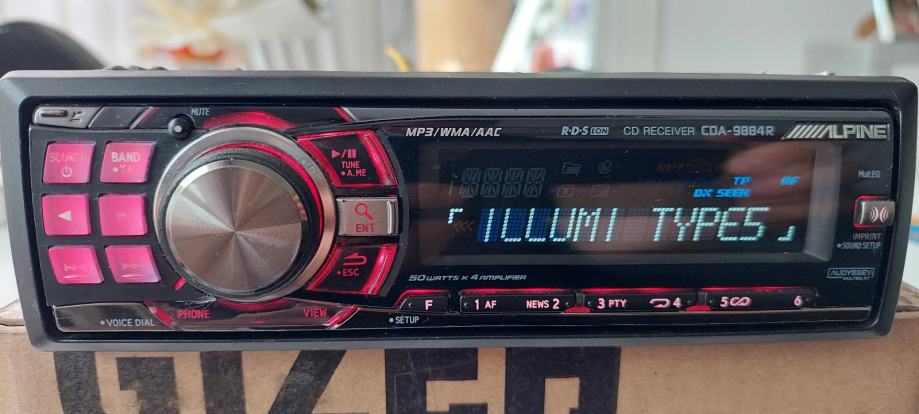 MUTE
MP3/WMA/AAC R·D·S EON CD RECEIVER CDA-9884R ALPINE
SOURCE BAND
TP
TUNE
A.ME
TP AF
DX SEEK
MultEQ
ENT
「ILLUMI TYPES」
IMPRINT
SOUND SETUP
ESC
50WATTS × 4 AMPLIFIER
AUDYSSEY
F 1 AF NEWS 2 3 PTY 4 5 6
VOICE DIAL PHONE VIEW SETUP